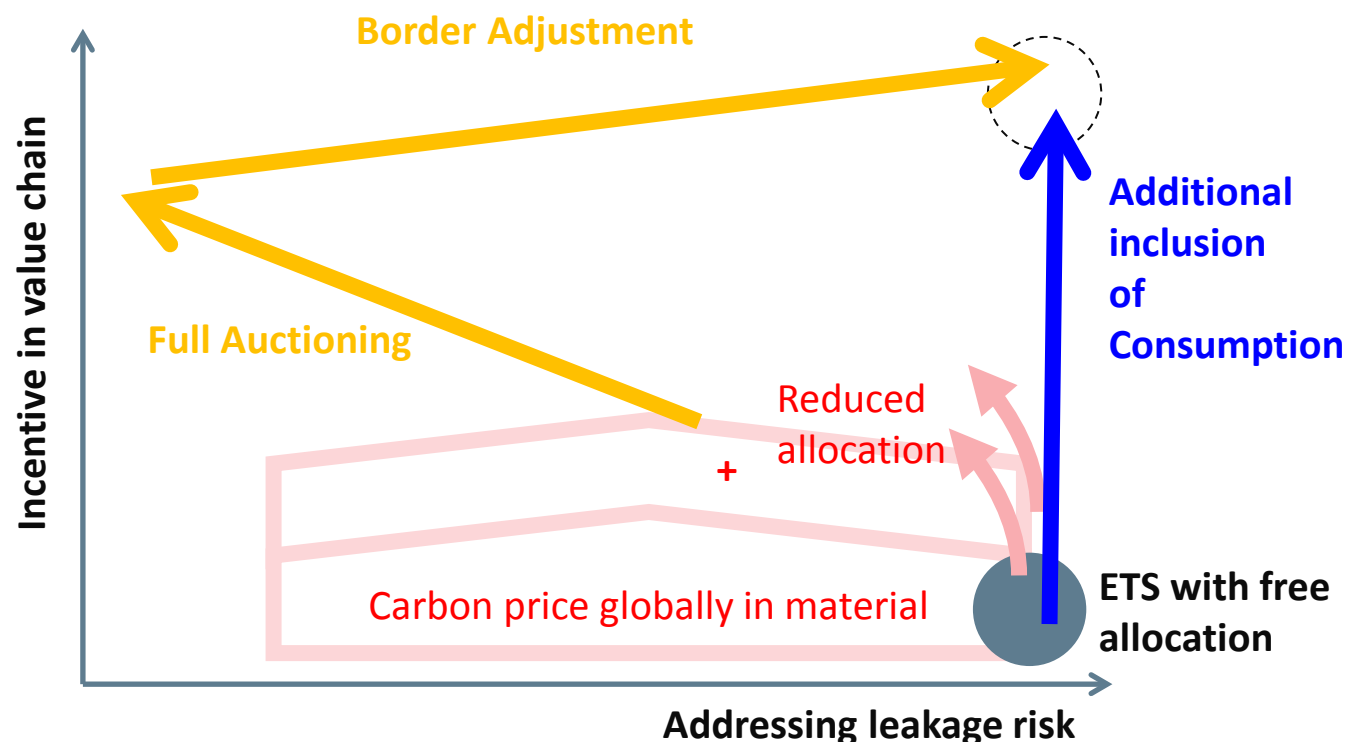 Border Adjustment
Incentive in value chain
Additional
inclusion
of
Consumption
Full Auctioning
Reduced
allocation
+
Carbon price globally in material
ETS with free
allocation
Addressing leakage risk